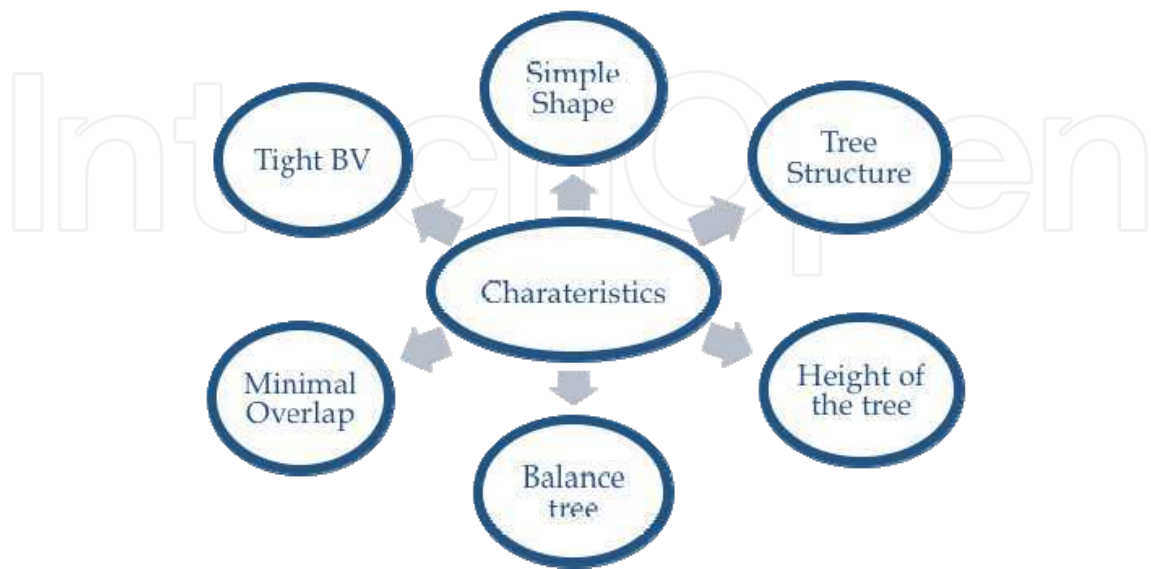 IntechOpen
Simple
Shape
Tight BV
Tree
Structure
Charateristics
Minimal
Overlap
Height of
the tree
Balance
tree